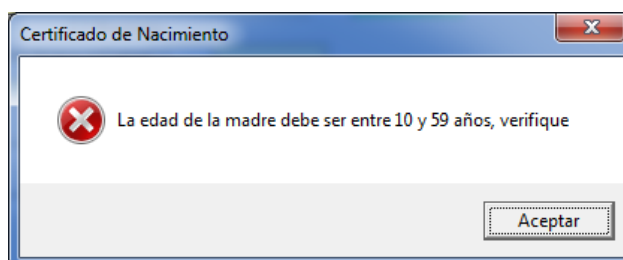 Certificado de Nacimiento
La edad de la madre debe ser entre 10 y 59 años, verifique
Aceptar